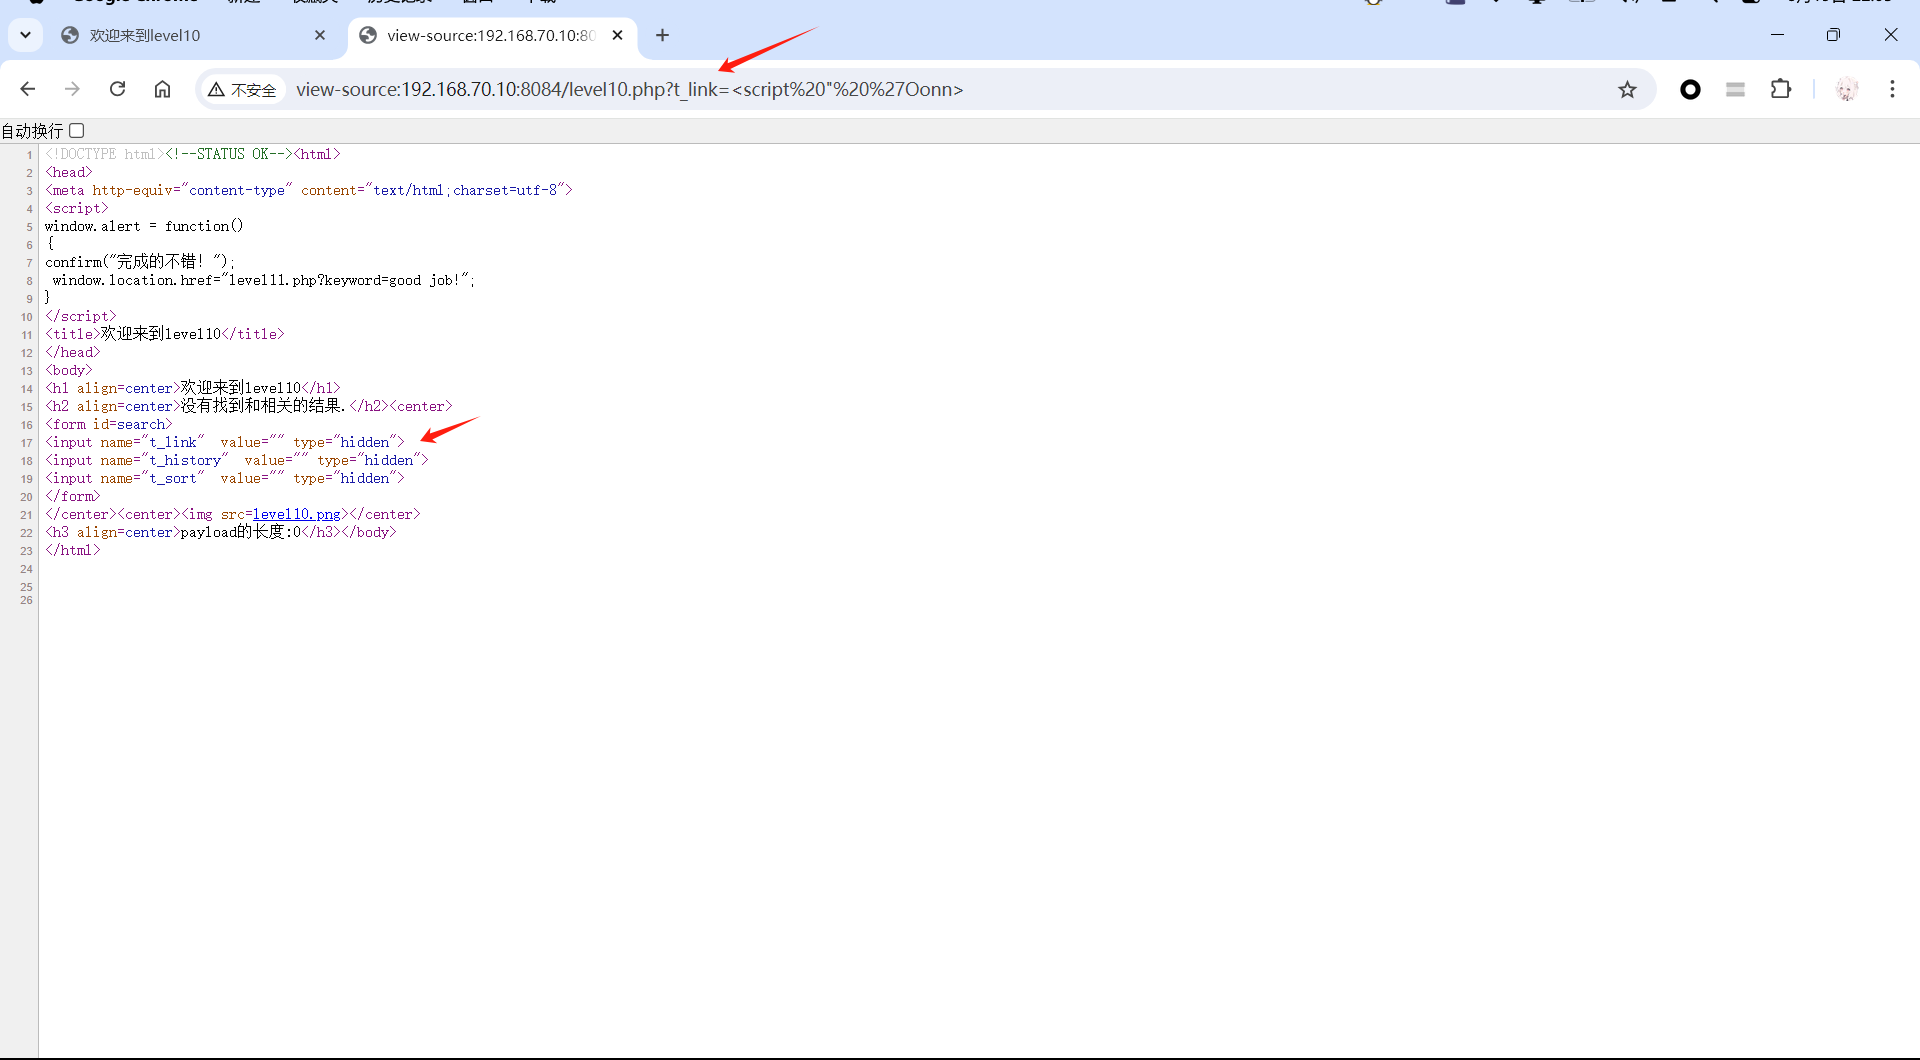 Google Chrome
欢迎来到level10
view-source:192.168.70.10:80
不安全
view-source:192.168.70.10:8084/level10.php?t_link=<script%20"%20%27Oonn>
自动换行
1 <!DOCTYPE html><!--STATUS OK--><html>
2 <head>
3 <meta http-equiv="content-type" content="text/html;charset=utf-8">
4 <script>
5 window.alert = function()
6 {
7 confirm("完成的不错！");
8 window.location.href="level11.php?keyword=good job!";
9 }
10 </script>
11 <title>欢迎来到level10</title>
12 </head>
13 <body>
14 <h1 align=center>欢迎来到level10</h1>
15 <h2 align=center>没有找到和相关的结果.</h2><center>
16 <form id=search>
17 <input name="t_link"  value="" type="hidden">
18 <input name="t_history"  value="" type="hidden">
19 <input name="t_sort"  value="" type="hidden">
20 </form>
21 </center><center><img src=level10.png></center>
22 <h3 align=center>payload的长度:0</h3></body>
23 </html>
24
25
26